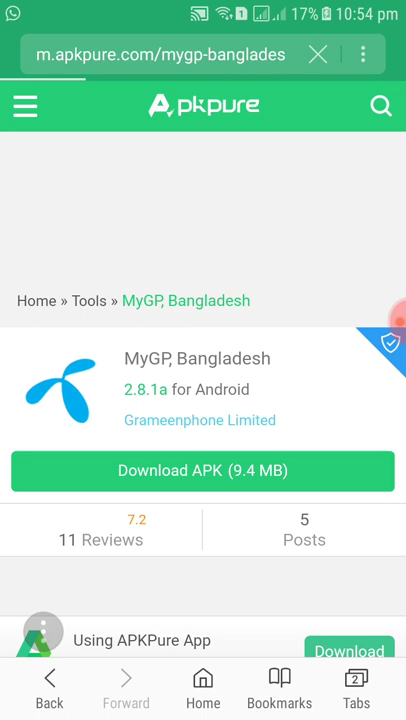 1 17% 10:54 pm
m.apkpure.com/mygp-banglades
Apkpure
Home » Tools » MyGP, Bangladesh
MyGP, Bangladesh
2.8.1a for Android
Grameenphone Limited
Download APK (9.4 MB)
7.2
11 Reviews
5
Posts
Using APKPure App
Download
2
Back Forward Home Bookmarks Tabs